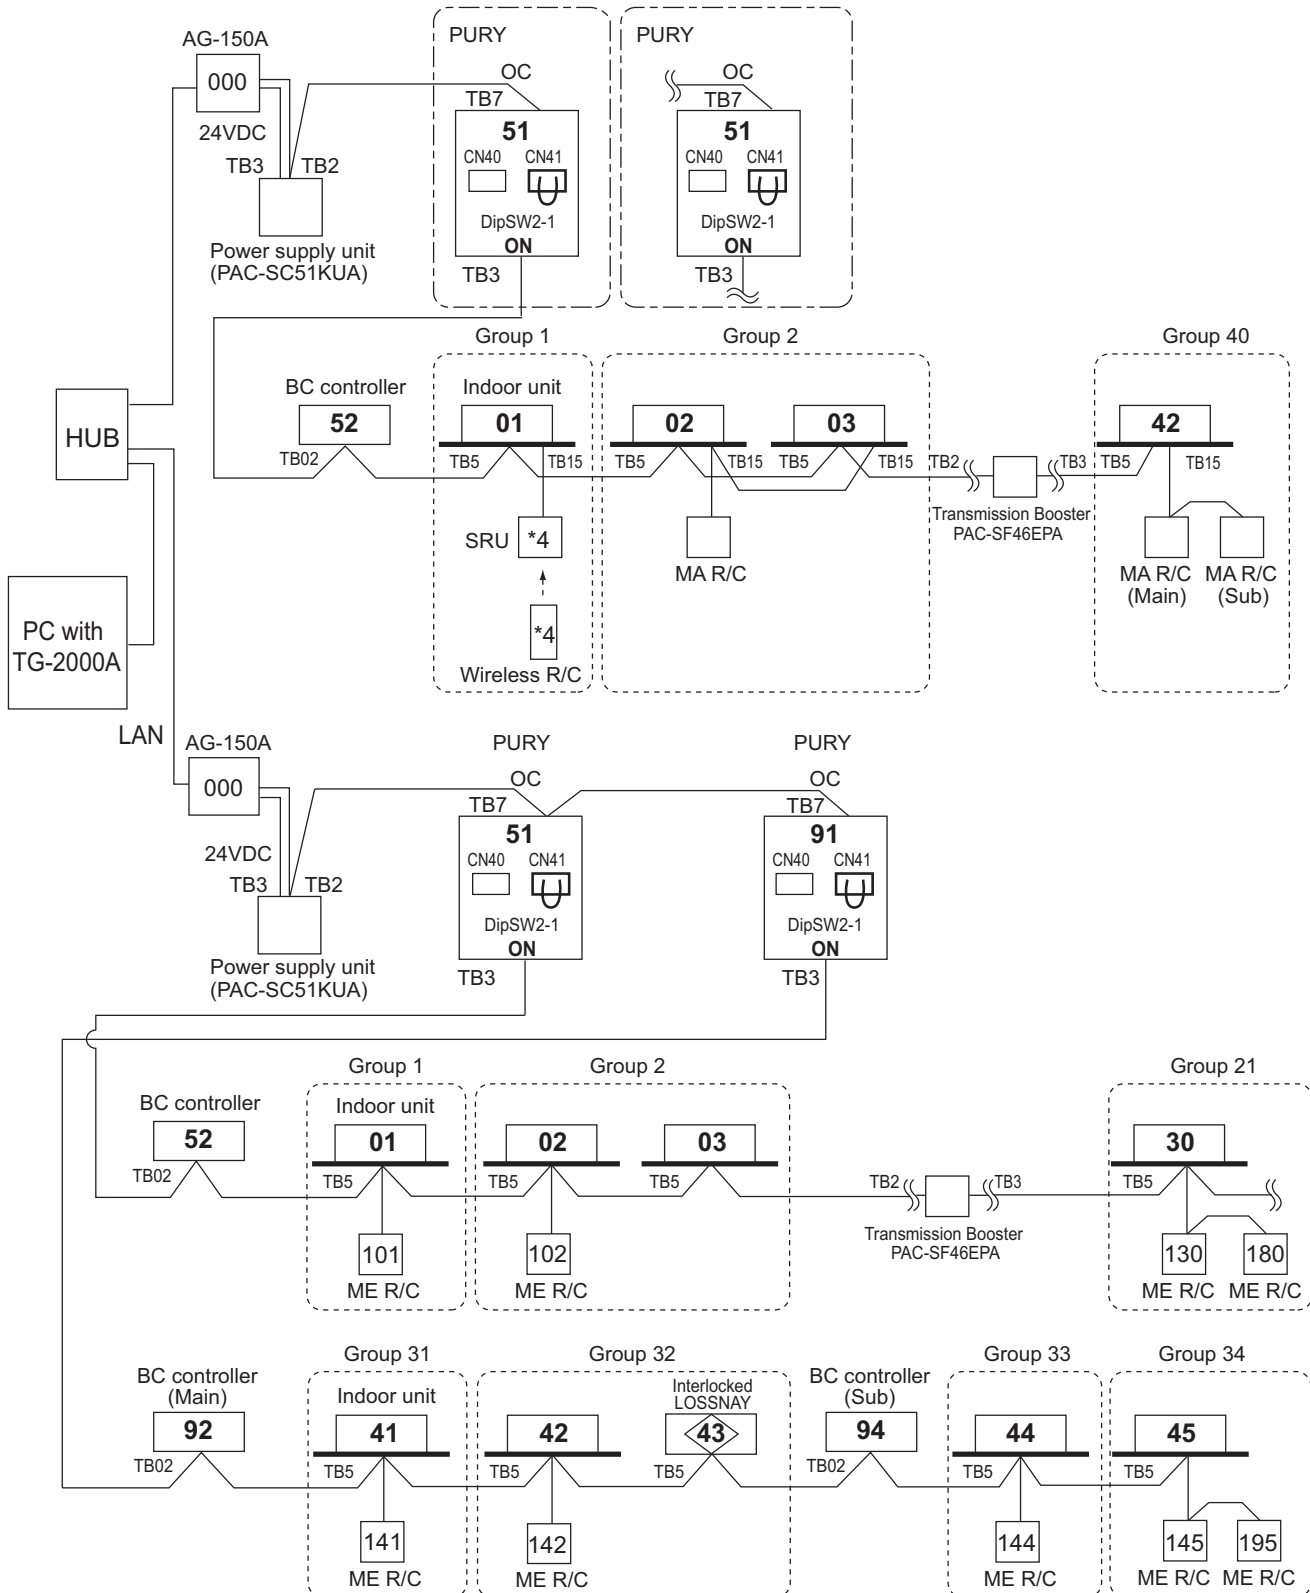 AG-150A
000
24VDC
TB3 TB2
Power supply unit
(PAC-SC51KUA)
PURY
OC
TB7
51
CN40 CN41
DipSW2-1
ON
TB3
PURY
OC
TB7
51
CN40 CN41
DipSW2-1
ON
TB3
HUB
PC with
TG-2000A
LAN
BC controller
52
TB02
Group 1
Indoor unit
01
TB5 TB15
SRU *4
*4
Wireless R/C
Group 2
02
TB5 TB15
03
TB5 TB15
MA R/C
TB2 TB3
Transmission Booster
PAC-SF46EPA
Group 40
42
TB5 TB15
MA R/C
(Main)
MA R/C
(Sub)
AG-150A
000
24VDC
TB3 TB2
Power supply unit
(PAC-SC51KUA)
PURY
OC
TB7
51
CN40 CN41
DipSW2-1
ON
TB3
PURY
OC
TB7
91
CN40 CN41
DipSW2-1
ON
TB3
BC controller
52
TB02
Group 1
Indoor unit
01
TB5
101
ME R/C
Group 2
02
TB5
03
TB5
102
ME R/C
TB2 TB3
Transmission Booster
PAC-SF46EPA
Group 21
30
TB5
130 180
ME R/C ME R/C
BC controller
(Main)
92
TB02
Group 31
Indoor unit
41
TB5
141
ME R/C
Group 32
42
TB5
142
ME R/C
Interlocked
LOSSNAY
43
TB5
BC controller
(Sub)
94
TB02
Group 33
44
TB5
144
ME R/C
Group 34
45
TB5
145 195
ME R/C ME R/C